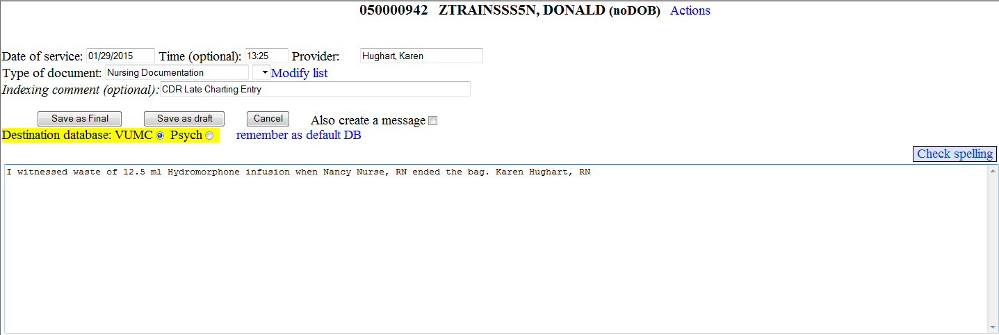 050000942 ZTRAINSSS5N, DONALD (noDOB) Actions
Date of service: 01/29/2015 Time (optional): 13:25 Provider: Hughart, Karen
Type of document: Nursing Documentation Modify list
Indexing comment (optional): CDR Late Charting Entry
Save as Final Save as draft Cancel Also create a message
Destination database: VUMC Psych remember as default DB
Check spelling
I witnessed waste of 12.5 ml Hydromorphone infusion when Nancy Nurse, RN ended the bag. Karen Hughart, RN